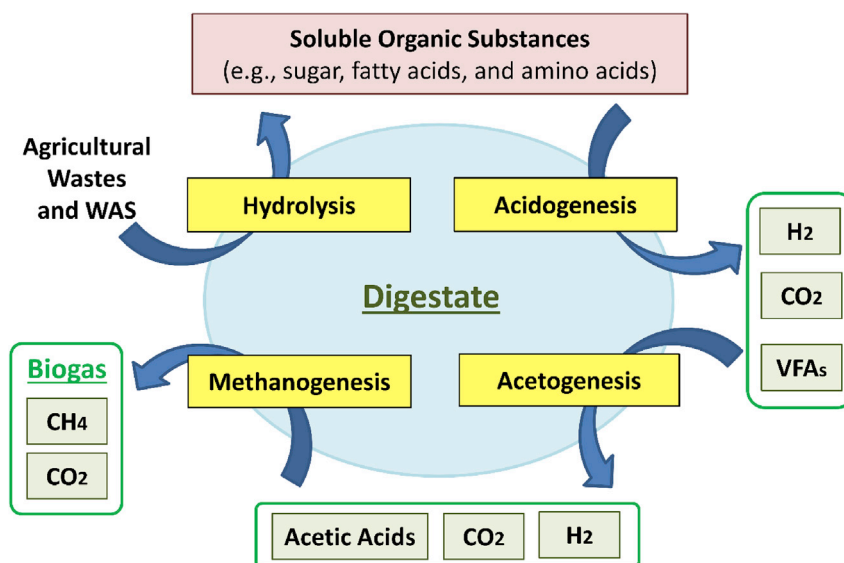 Soluble Organic Substances
(e.g., sugar, fatty acids, and amino acids)
Agricultural
Wastes
and WAS
Hydrolysis
Acidogenesis
H2
CO2
VFAs
Digestate
Biogas
CH4
CO2
Methanogenesis
Acetogenesis
Acetic Acids
CO2
H2